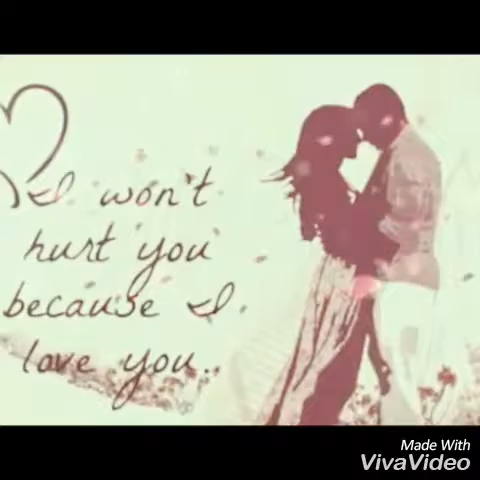 I won't
hurt you
because I
love you..
Made With
VivaVideo